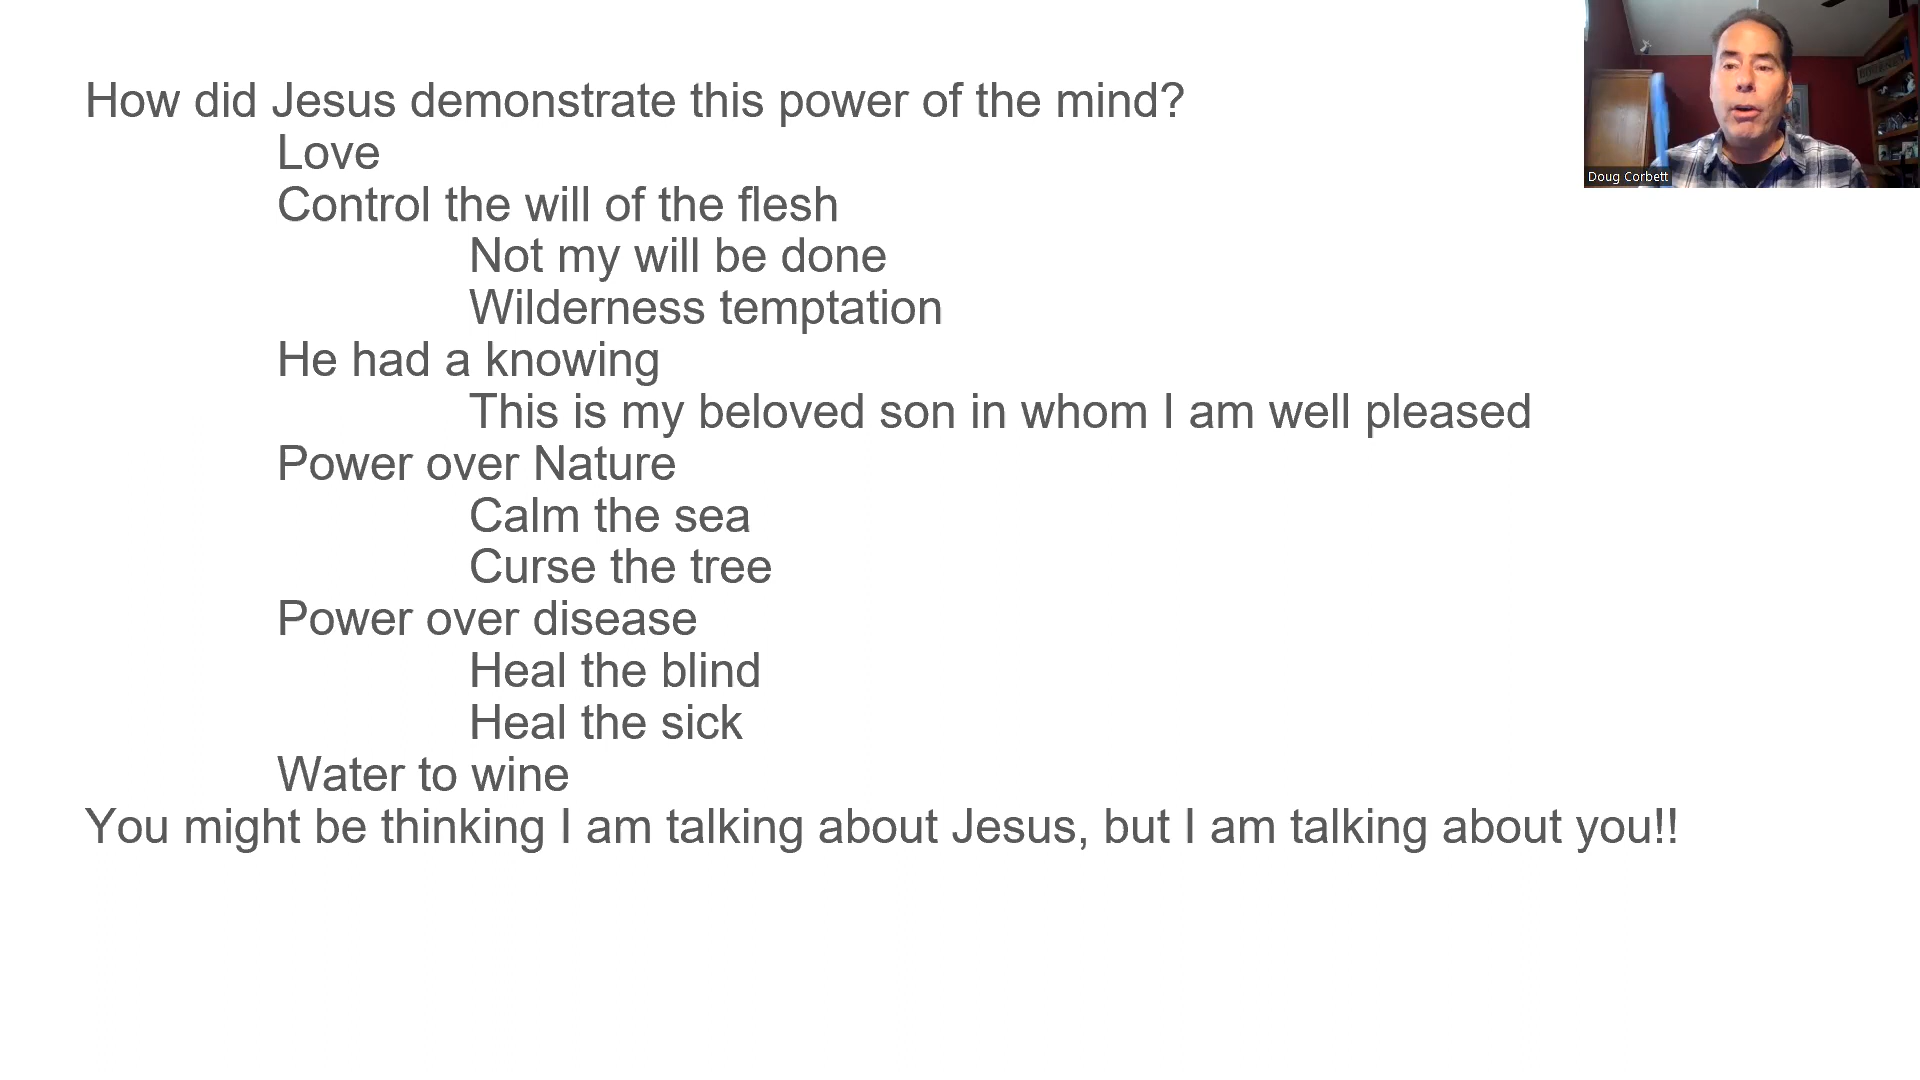 How did Jesus demonstrate this power of the mind?
Love
Control the will of the flesh
Not my will be done
Wilderness temptation
He had a knowing
This is my beloved son in whom I am well pleased
Power over Nature
Calm the sea
Curse the tree
Power over disease
Heal the blind
Heal the sick
Water to wine
You might be thinking I am talking about Jesus, but I am talking about you!!
Doug Corbett